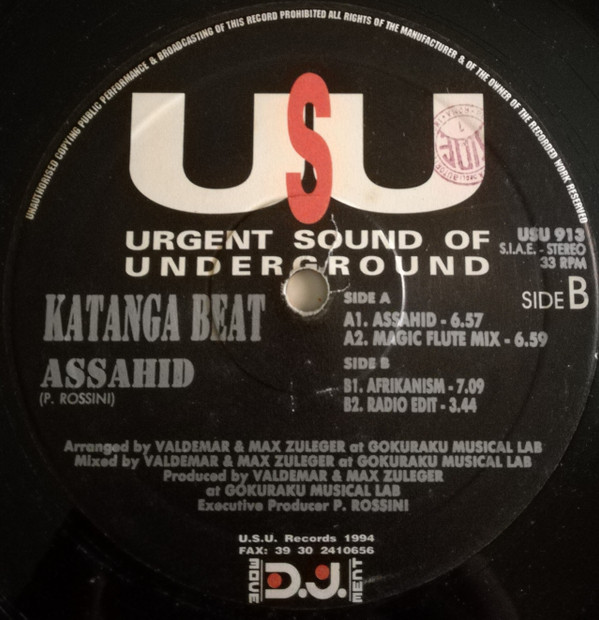 UNAUTHORISED COPYING PUBLIC PERFORMANCE & BROADCASTING OF THIS RECORD PROHIBITED ALL RIGHTS OF THE MANUFACTURER & OF THE OWNER OF THE RECORDED WORK RESERVED
USU
URGENT SOUND OF
UNDERGROUND
USU 913
S.I.A.E. - STEREO
33 RPM
SIDE B
KATANGA BEAT
ASSAHID
(P. ROSSINI)
SIDE A
A1. ASSAHID - 6.57
A2. MAGIC FLUTE MIX - 6.59
SIDE B
B1. AFRIKANISM - 7.09
B2. RADIO EDIT - 3.44
Arranged by VALDEMAR & MAX ZULEGER at GOKURAKU MUSICAL LAB
Mixed by VALDEMAR & MAX ZULEGER at GOKURAKU MUSICAL LAB
Produced by VALDEMAR & MAX ZULEGER
at GOKURAKU MUSICAL LAB
Executive Producer P. ROSSINI
U.S.U. Records 1994
FAX: 39 30 2410656
D.J.